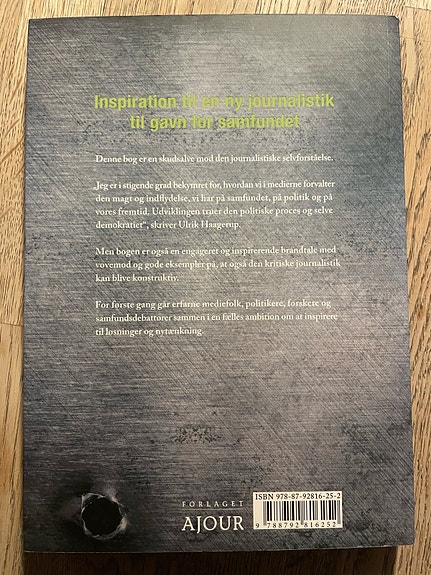 Inspiration til en ny journalistik
til gavn for samfundet
Denne bog er en skudsalve mod den journalistiske selvforståelse.
Jeg er i stigende grad bekymret for, hvordan vi i medierne forvalter
den magt og indflydelse, vi har på samfundet, på politik og på
vores fremtid. Udviklingen truer den politiske proces og selve
demokratiet“, skriver Ulrik Haagerup.
Men bogen er også en engageret og inspirerende brandtale med
vovemod og gode eksempler på, at også den kritiske journalistik
kan blive konstruktiv.
For første gang går erfarne mediefolk, politikere, forskere og
samfundsdebattører sammen i en fælles ambition om at inspirere
til løsninger og nytænkning.
FORLAGET
AJOUR
ISBN 978-87-92816-25-2
9 788792 816252